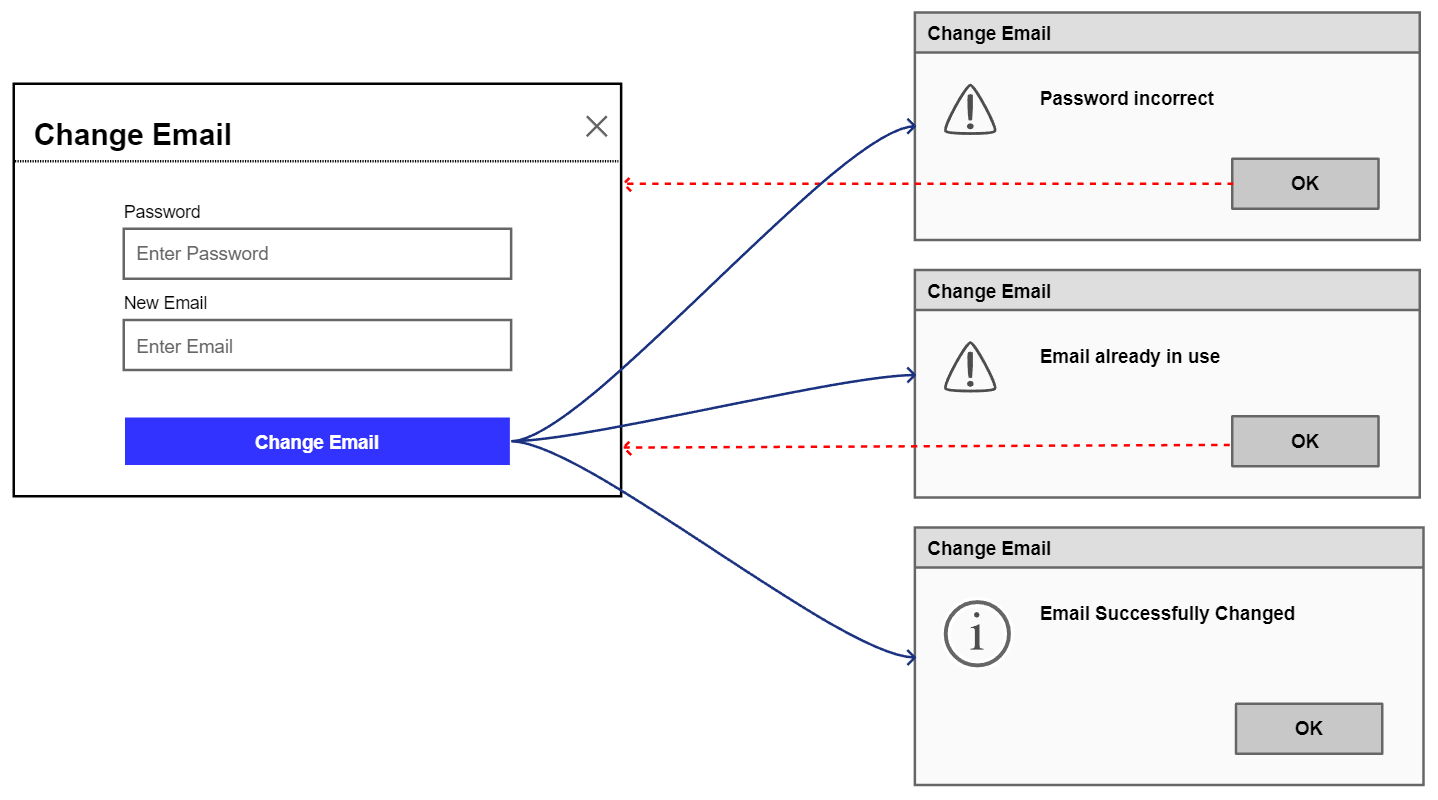 Change Email
Password
Enter Password
New Email
Enter Email
Change Email
Change Email
Password incorrect
OK
Change Email
Email already in use
OK
Change Email
Email Successfully Changed
OK